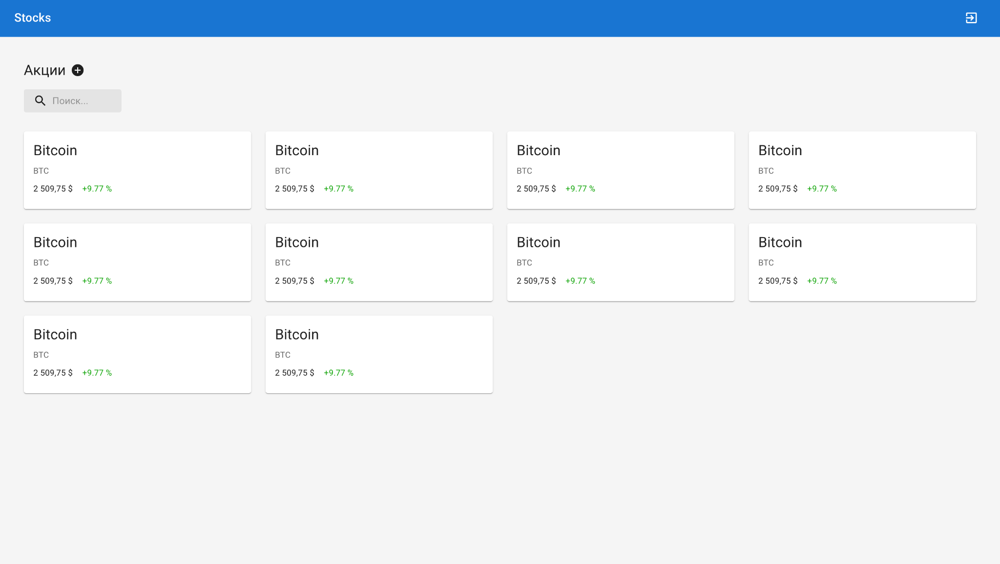 Stocks
Акции
Поиск...
Bitcoin
BTC
2 509,75 $ +9.77 %
Bitcoin
BTC
2 509,75 $ +9.77 %
Bitcoin
BTC
2 509,75 $ +9.77 %
Bitcoin
BTC
2 509,75 $ +9.77 %
Bitcoin
BTC
2 509,75 $ +9.77 %
Bitcoin
BTC
2 509,75 $ +9.77 %
Bitcoin
BTC
2 509,75 $ +9.77 %
Bitcoin
BTC
2 509,75 $ +9.77 %
Bitcoin
BTC
2 509,75 $ +9.77 %
Bitcoin
BTC
2 509,75 $ +9.77 %